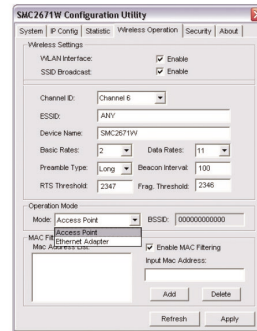 SMC2671W Configuration Utility
System IP Config Statistic Wireless Operation Security About
Wireless Settings
WLAN Interface: Enable
SSID Broadcast: Enable
Channel ID: Channel 6
ESSID: ANY
Device Name: SMC2671W
Basic Rates: 2 Data Rates: 11
Preamble Type: Long Beacon Interval: 100
RTS Threshold: 2347 Frag. Threshold: 2346
Operation Mode
Mode: Access Point BSSID: 000000000000
Access Point
Ethernet Adapter
MAC Filt
Mac Address List: Enable MAC Filtering
Input Mac Address:
Add Delete
Refresh Apply